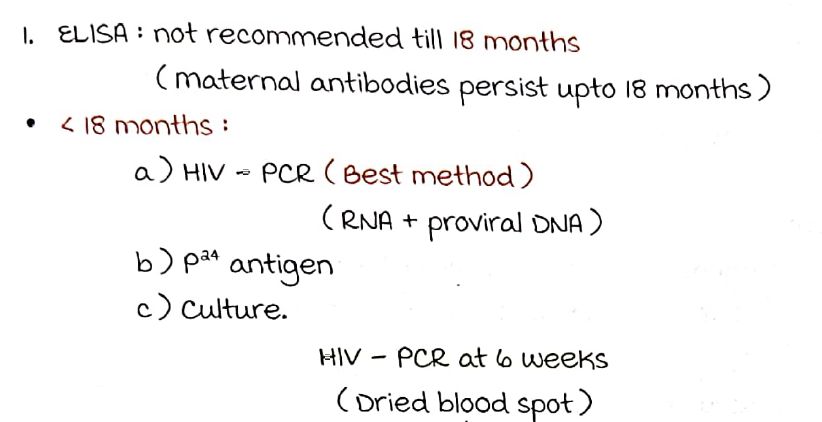 1. ELISA : not recommended till 18 months
(maternal antibodies persist upto 18 months)
• < 18 months :
a) HIV - PCR (Best method)
(RNA + proviral DNA)
b) P²⁴ antigen
c) Culture.
HIV - PCR at 6 weeks
(Dried blood spot)